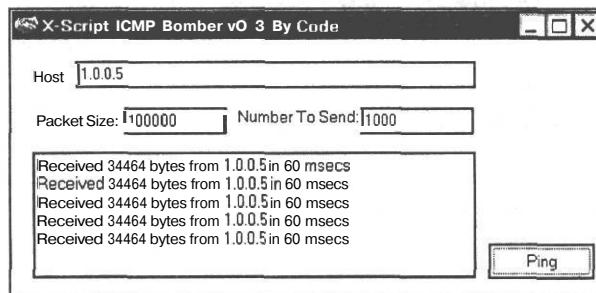 X-Script ICMP Bomber vO 3 By Code
Host 1.0.0.5
Packet Size: 100000 Number To Send: 1000
Received 34464 bytes from 1.0.0.5 in 60 msecs
Received 34464 bytes from 1.0.0.5 in 60 msecs
Received 34464 bytes from 1.0.0.5 in 60 msecs
Received 34464 bytes from 1.0.0.5 in 60 msecs
Received 34464 bytes from 1.0.0.5 in 60 msecs
Ping